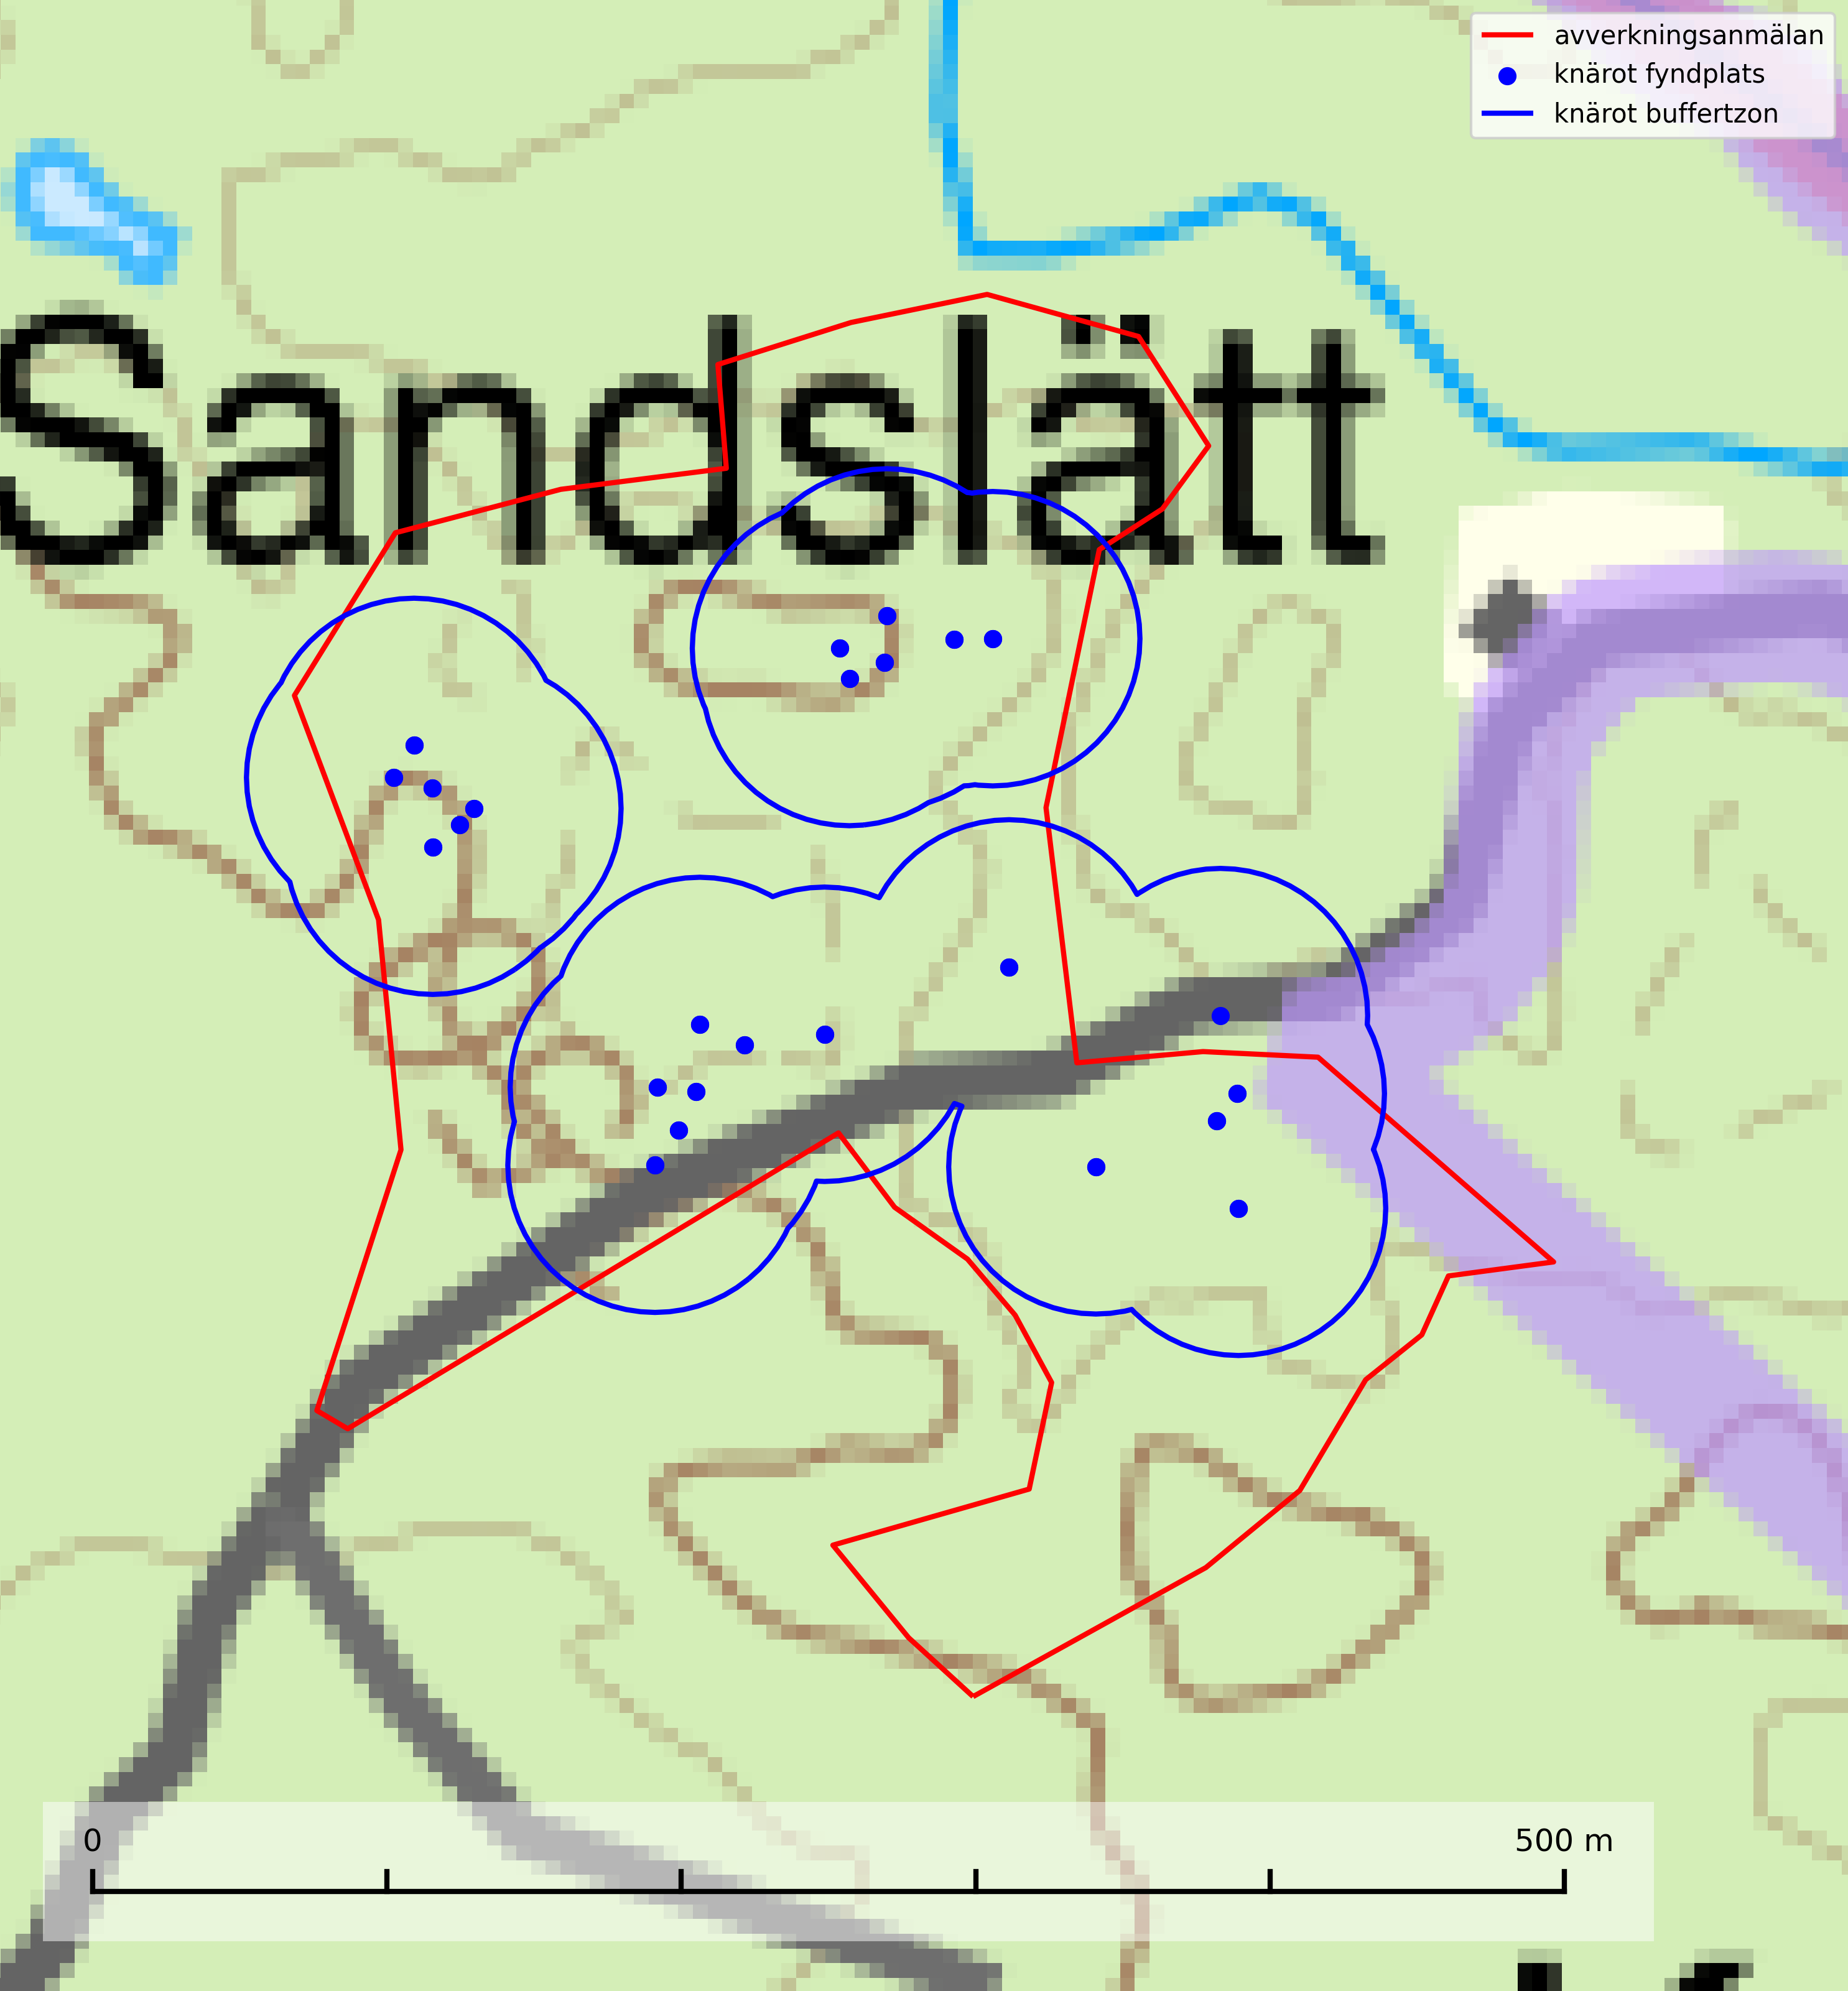 avverkningsanmälan
knärot fyndplats
knärot buffertzon
Sandslätt
0 500 m